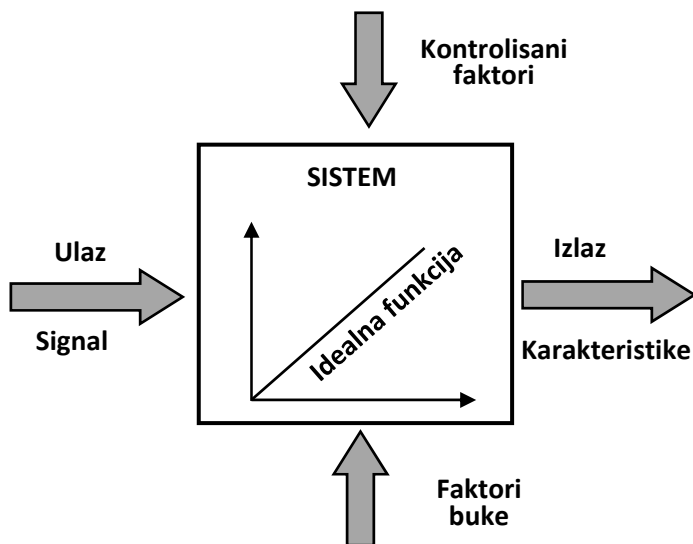 Kontrolisani
faktori
SISTEM
Ulaz
Signal
Idealna funkcija
Izlaz
Karakteristike
Faktori
buke